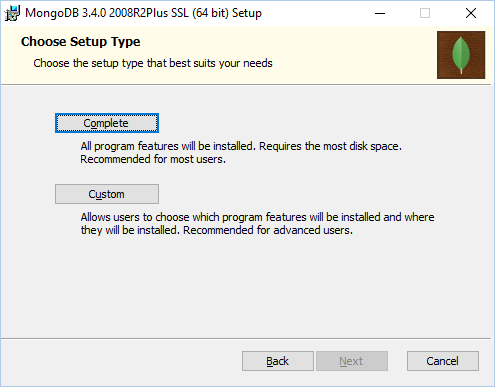 MongoDB 3.4.0 2008R2Plus SSL (64 bit) Setup
Choose Setup Type
Choose the setup type that best suits your needs
Complete
All program features will be installed. Requires the most disk space.
Recommended for most users.
Custom
Allows users to choose which program features will be installed and where
they will be installed. Recommended for advanced users.
Back
Next
Cancel